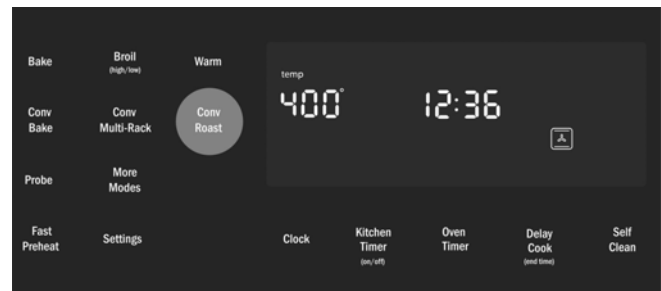 Bake
Broil
(high/low)
Warm
temp
400°
12:36
Conv
Bake
Conv
Multi-Rack
Conv
Roast
Probe
More
Modes
Fast
Preheat
Settings
Clock
Kitchen
Timer
(on/off)
Oven
Timer
Delay
Cook
(end time)
Self
Clean